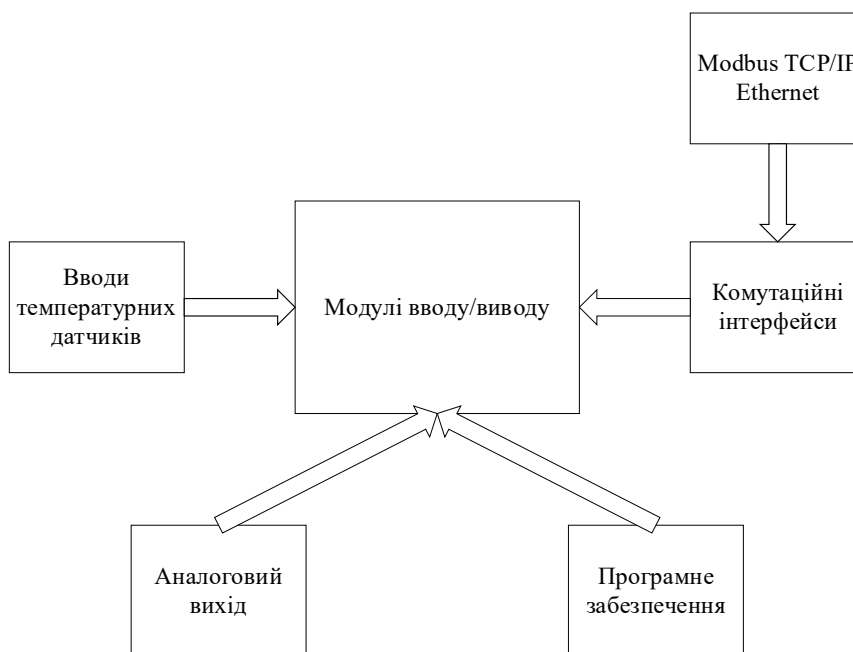 Modbus TCP/IP
Ethernet
Вводи
температурних
датчиків
Модулі вводу/виводу
Комутаційні
інтерфейси
Аналоговий
вихід
Програмне
забезпечення